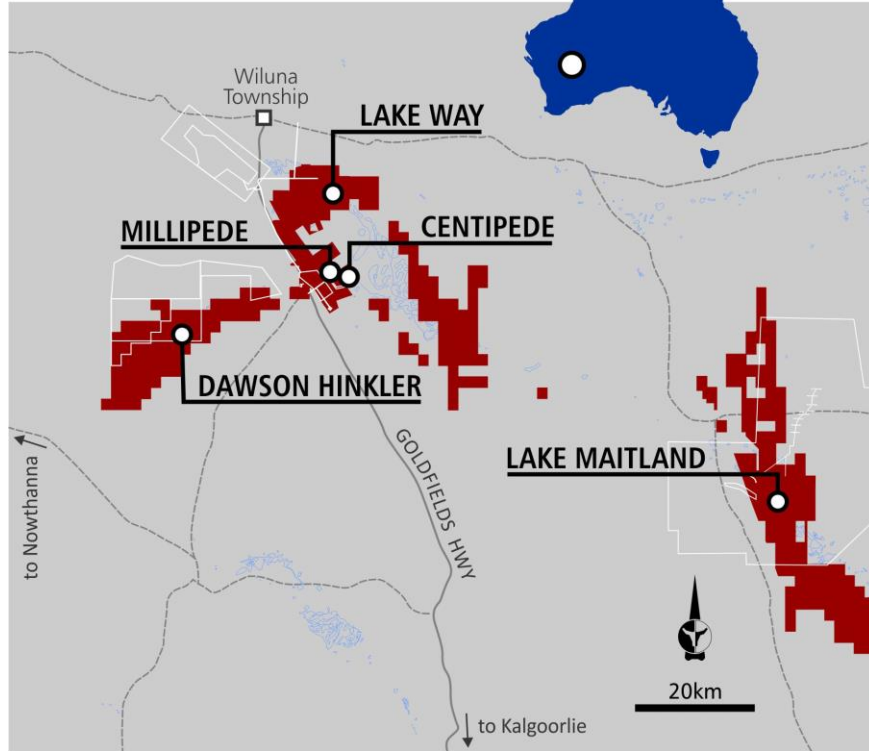 Wiluna
Township
LAKE WAY
MILLIPEDE
CENTIPEDE
DAWSON HINKLER
LAKE MAITLAND
GOLDFIELDS HWY
to Nowthanna
20km
to Kalgoorlie